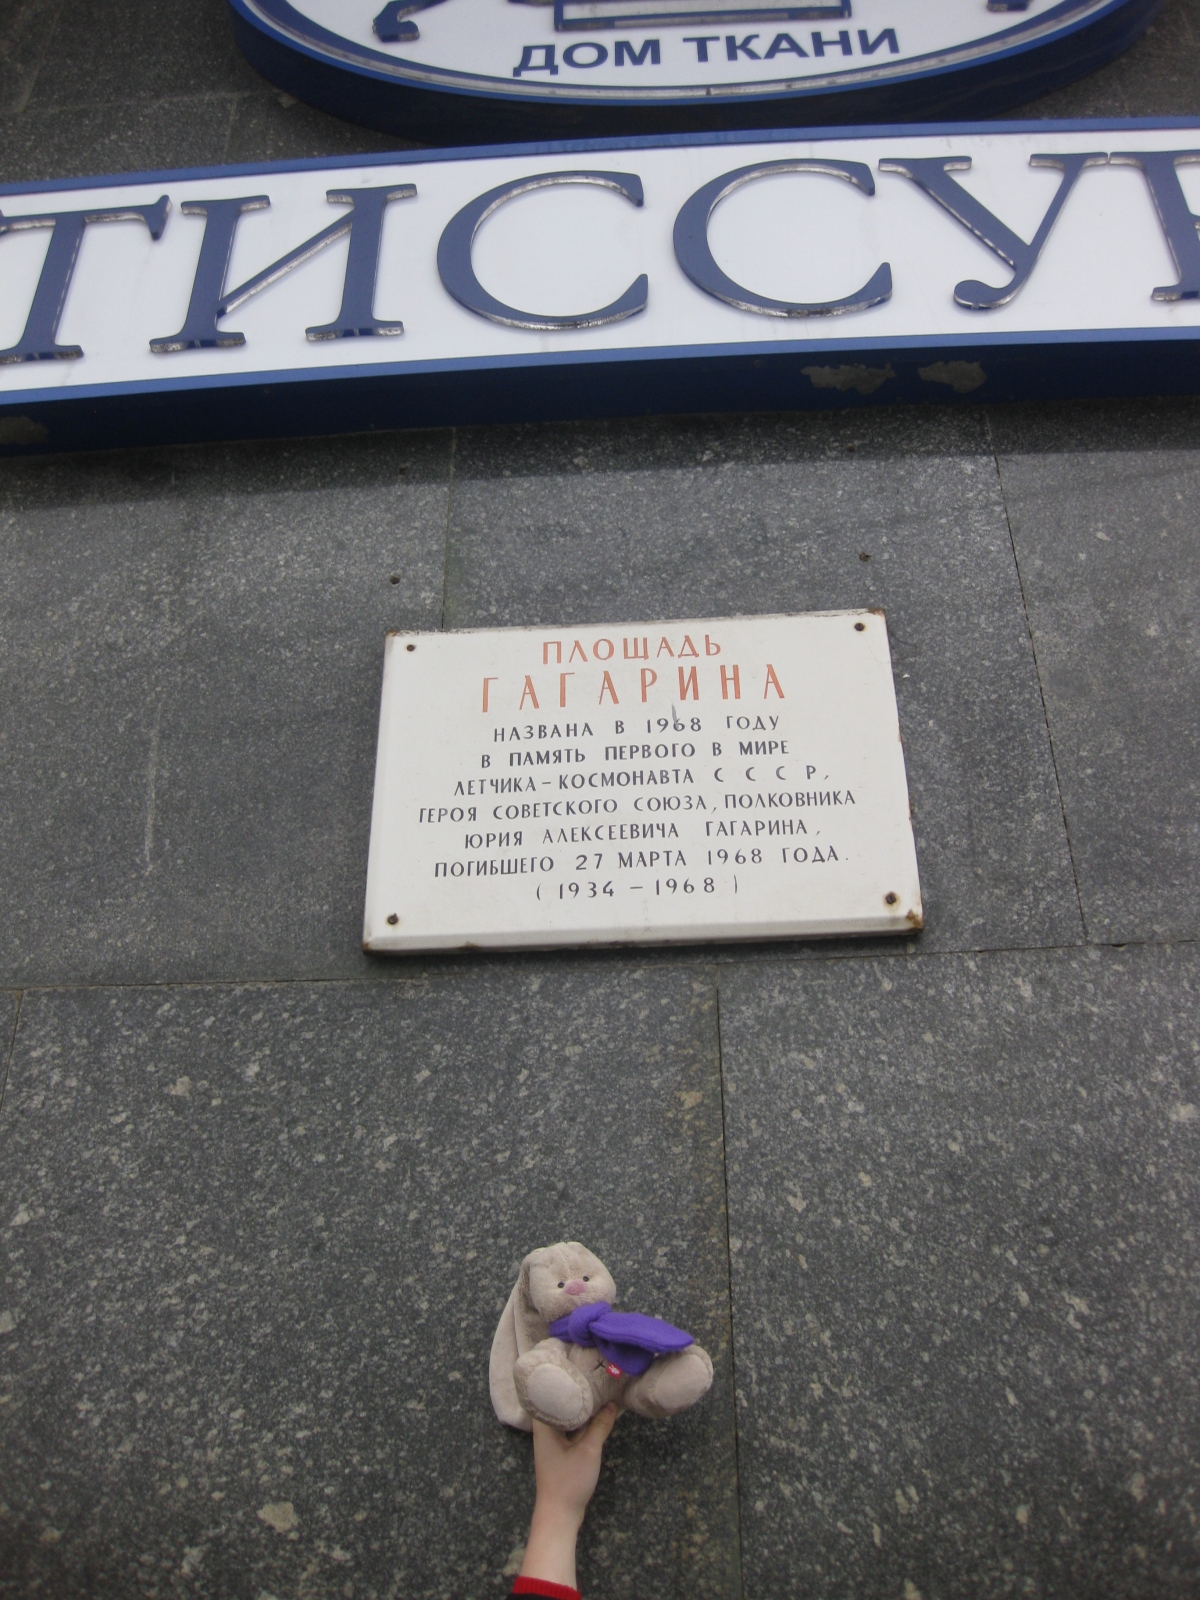 ДОМ ТКАНИ
ТИССУР
ПЛОЩАДЬ
ГАГАРИНА
НАЗВАНА В 1968 ГОДУ
В ПАМЯТЬ ПЕРВОГО В МИРЕ
ЛЕТЧИКА-КОСМОНАВТА С С С Р,
ГЕРОЯ СОВЕТСКОГО СОЮЗА, ПОЛКОВНИКА
ЮРИЯ АЛЕКСЕЕВИЧА ГАГАРИНА,
ПОГИБШЕГО 27 МАРТА 1968 ГОДА.
( 1934 - 1968 )